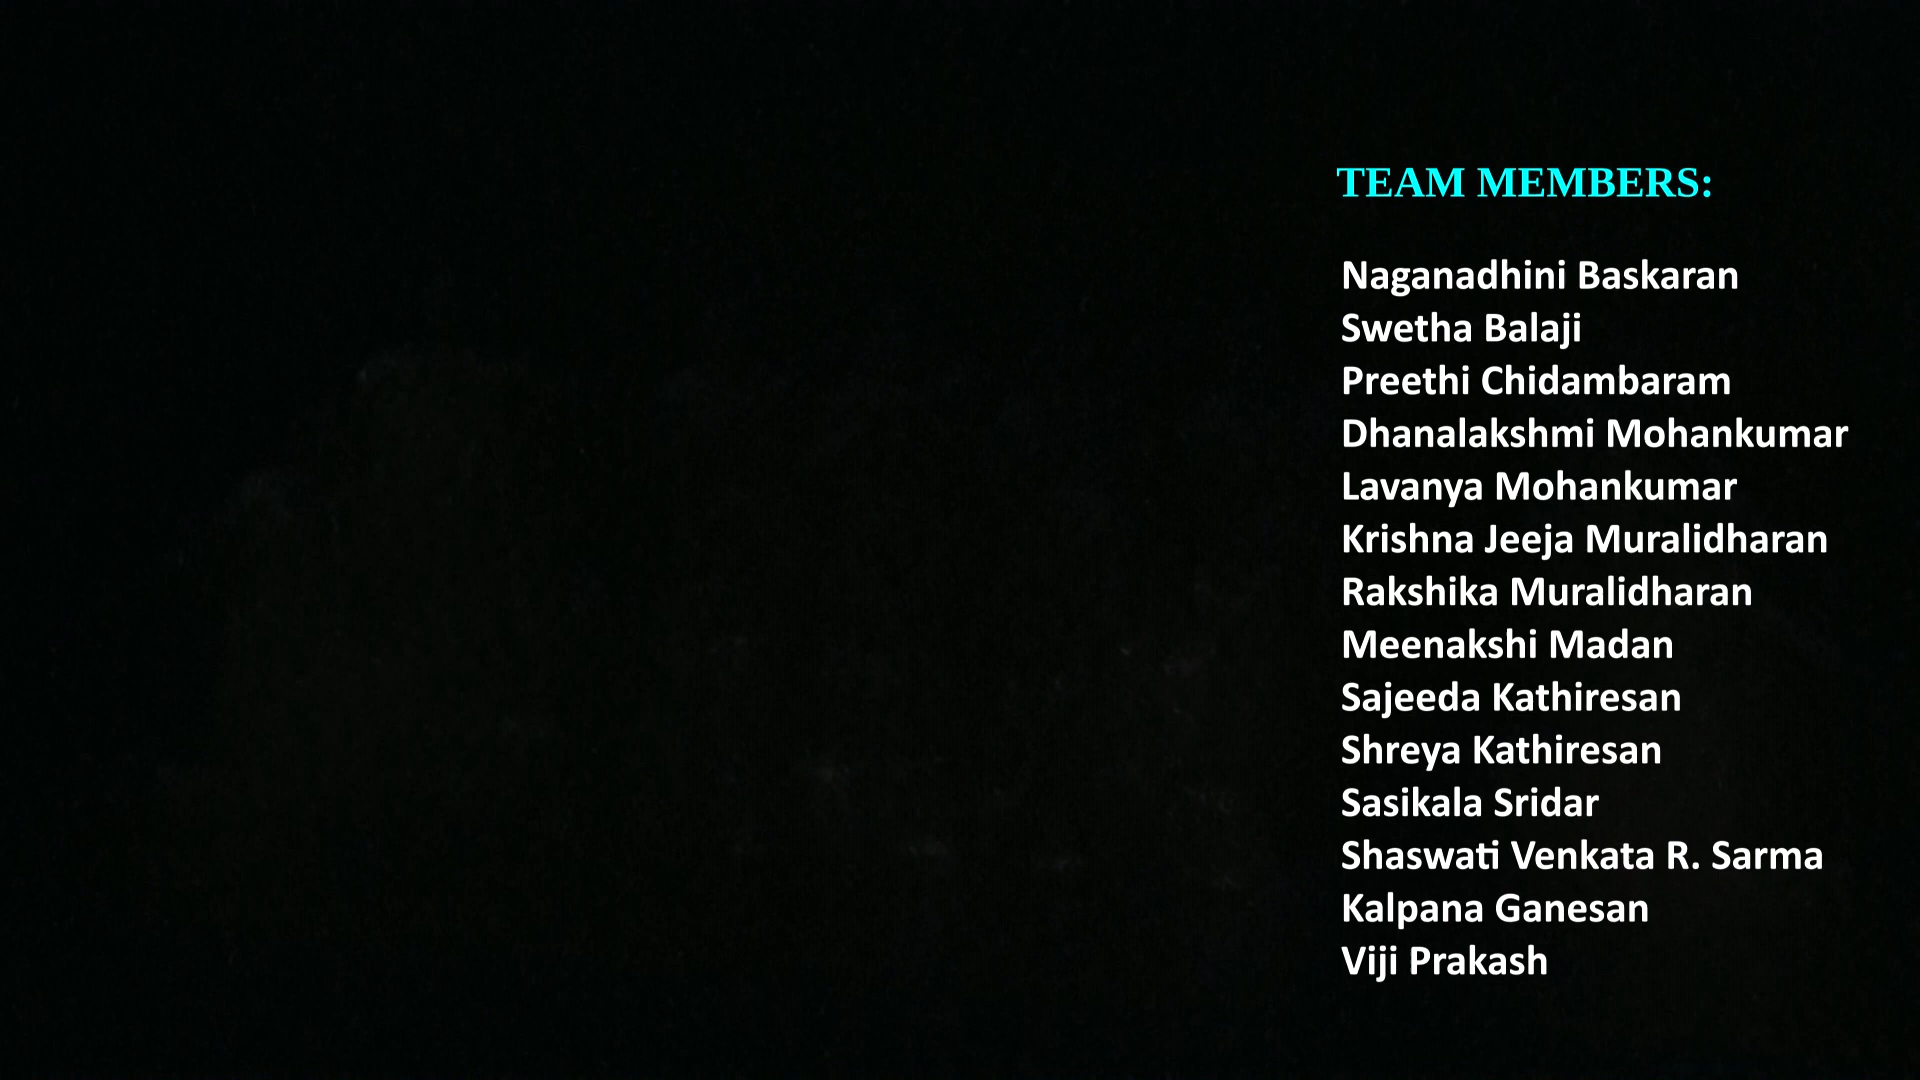 TEAM MEMBERS:
Naganadhini Baskaran
Swetha Balaji
Preethi Chidambaram
Dhanalakshmi Mohankumar
Lavanya Mohankumar
Krishna Jeeja Muralidharan
Rakshika Muralidharan
Meenakshi Madan
Sajeeda Kathiresan
Shreya Kathiresan
Sasikala Sridar
Shaswati Venkata R. Sarma
Kalpana Ganesan
Viji Prakash